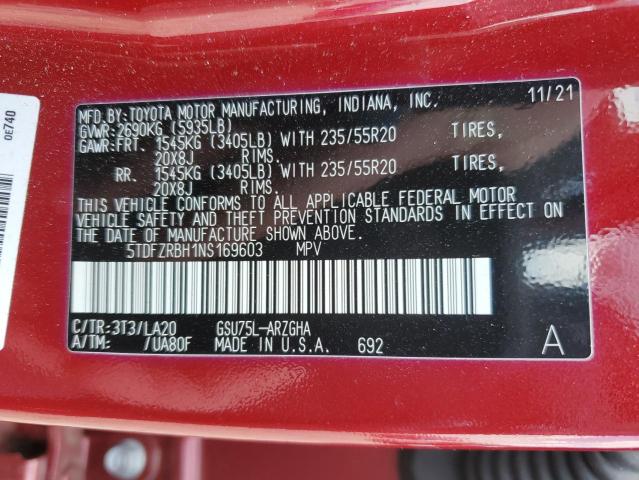 MFD.BY:TOYOTA MOTOR MANUFACTURING, INDIANA, INC. 11/21
GVWR:2690KG (5935LB)
GAWR:FRT. 1545KG (3405LB) WITH 235/55R20 TIRES,
20X8J RIMS.
RR. 1545KG (3405LB) WITH 235/55R20 TIRES,
20X8J RIMS.
THIS VEHICLE CONFORMS TO ALL APPLICABLE FEDERAL MOTOR
VEHICLE SAFETY AND THEFT PREVENTION STANDARDS IN EFFECT ON
THE DATE OF MANUFACTURE SHOWN ABOVE.
5TDFZRBH1NS169603 MPV
C/TR:3T3/LA20 GSU75L-ARZGHA
A/TM: /UA80F MADE IN U.S.A. 692 A
0E740